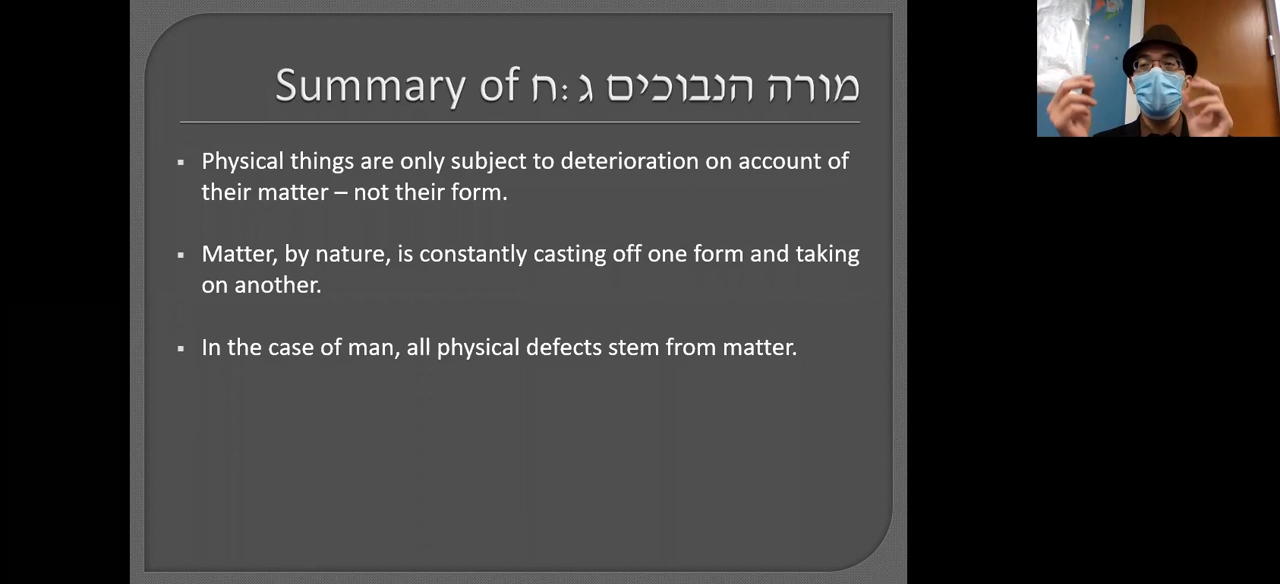 Summary of מורה הנבוכים ג:ח
▪ Physical things are only subject to deterioration on account of
their matter – not their form.
▪ Matter, by nature, is constantly casting off one form and taking
on another.
▪ In the case of man, all physical defects stem from matter.